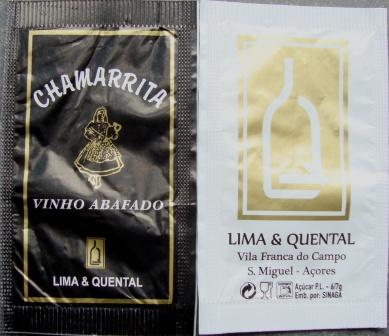 CHAMARRITA
VINHO ABAFADO
LIMA & QUENTAL
LIMA & QUENTAL
Vila Franca do Campo
S. Miguel - Açores
Açúcar P.L. - 6/7g
Emb. por: SINAGA